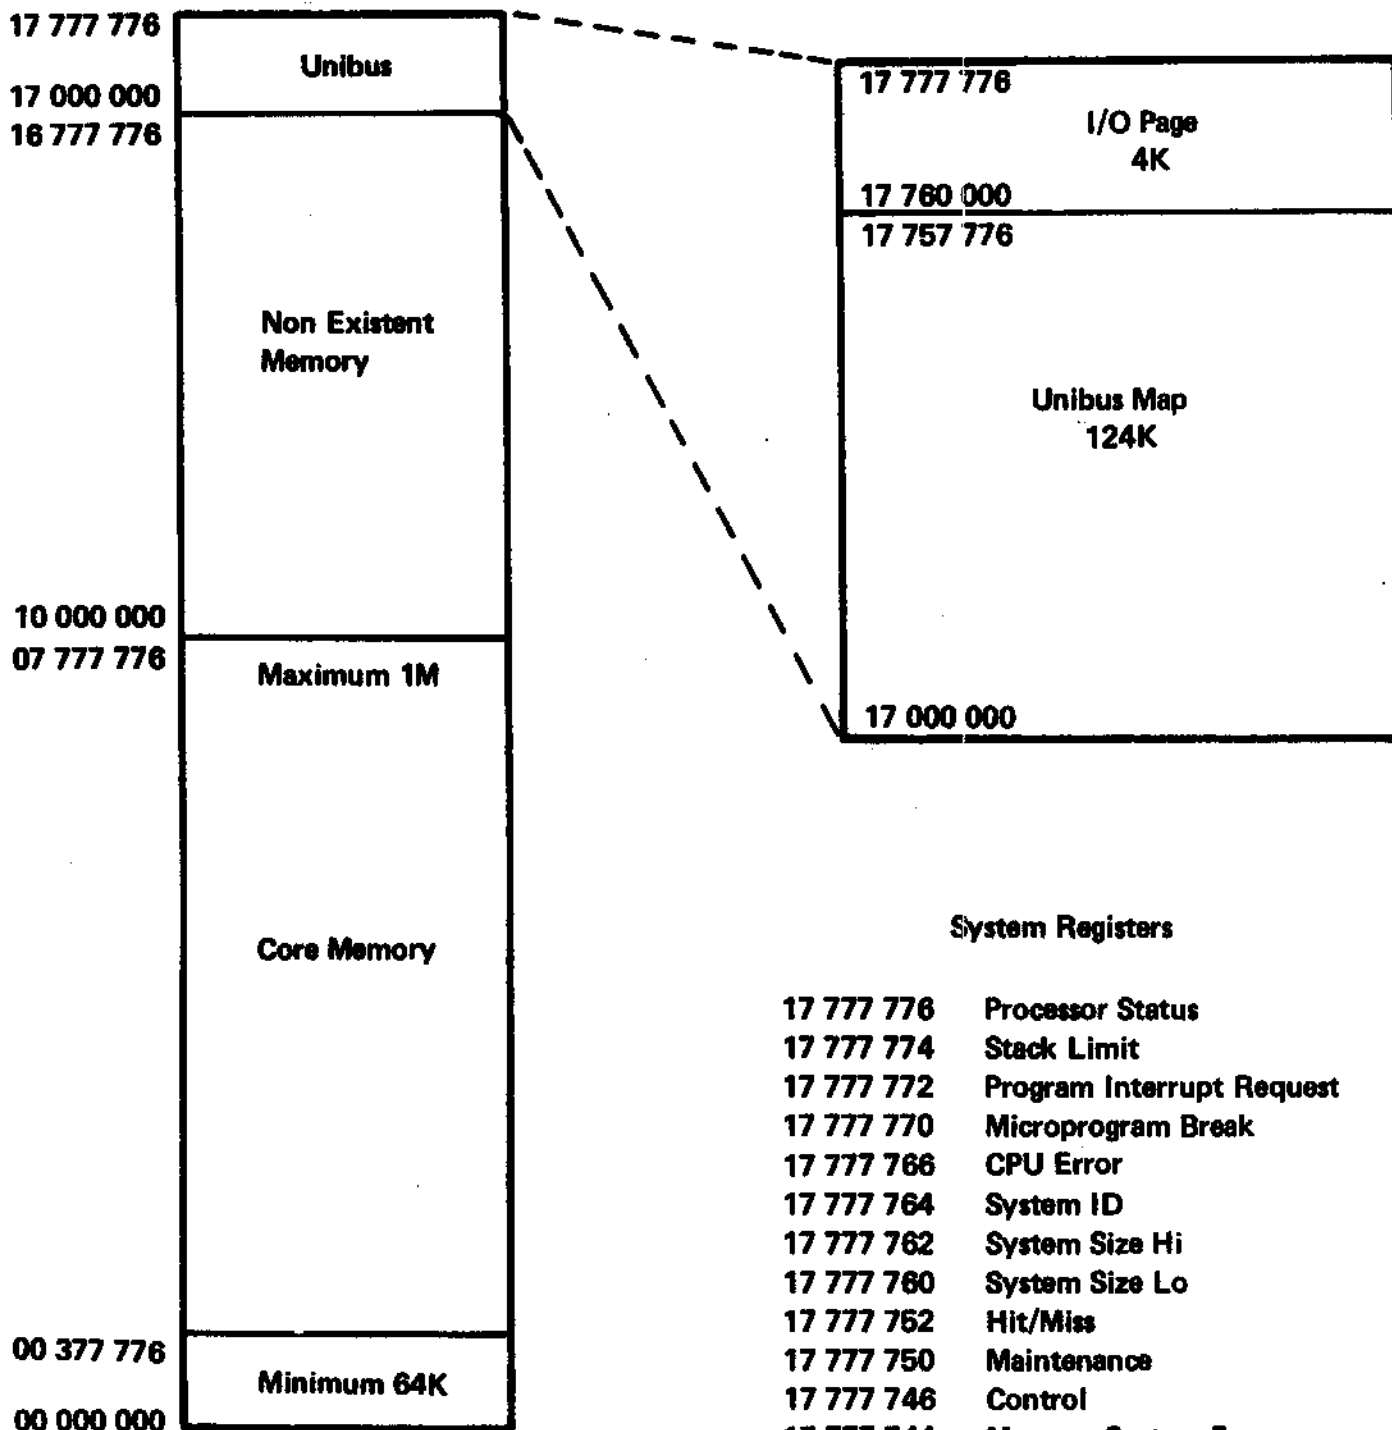 17 777 776
Unibus
17 000 000
16 777 776
Non Existent
Memory
10 000 000
07 777 776
Maximum 1M
Core Memory
00 377 776
Minimum 64K
00 000 000
17 777 776
I/O Page
4K
17 760 000
17 757 776
Unibus Map
124K
17 000 000
System Registers
17 777 776 Processor Status
17 777 774 Stack Limit
17 777 772 Program Interrupt Request
17 777 770 Microprogram Break
17 777 766 CPU Error
17 777 764 System ID
17 777 762 System Size Hi
17 777 760 System Size Lo
17 777 752 Hit/Miss
17 777 750 Maintenance
17 777 746 Control